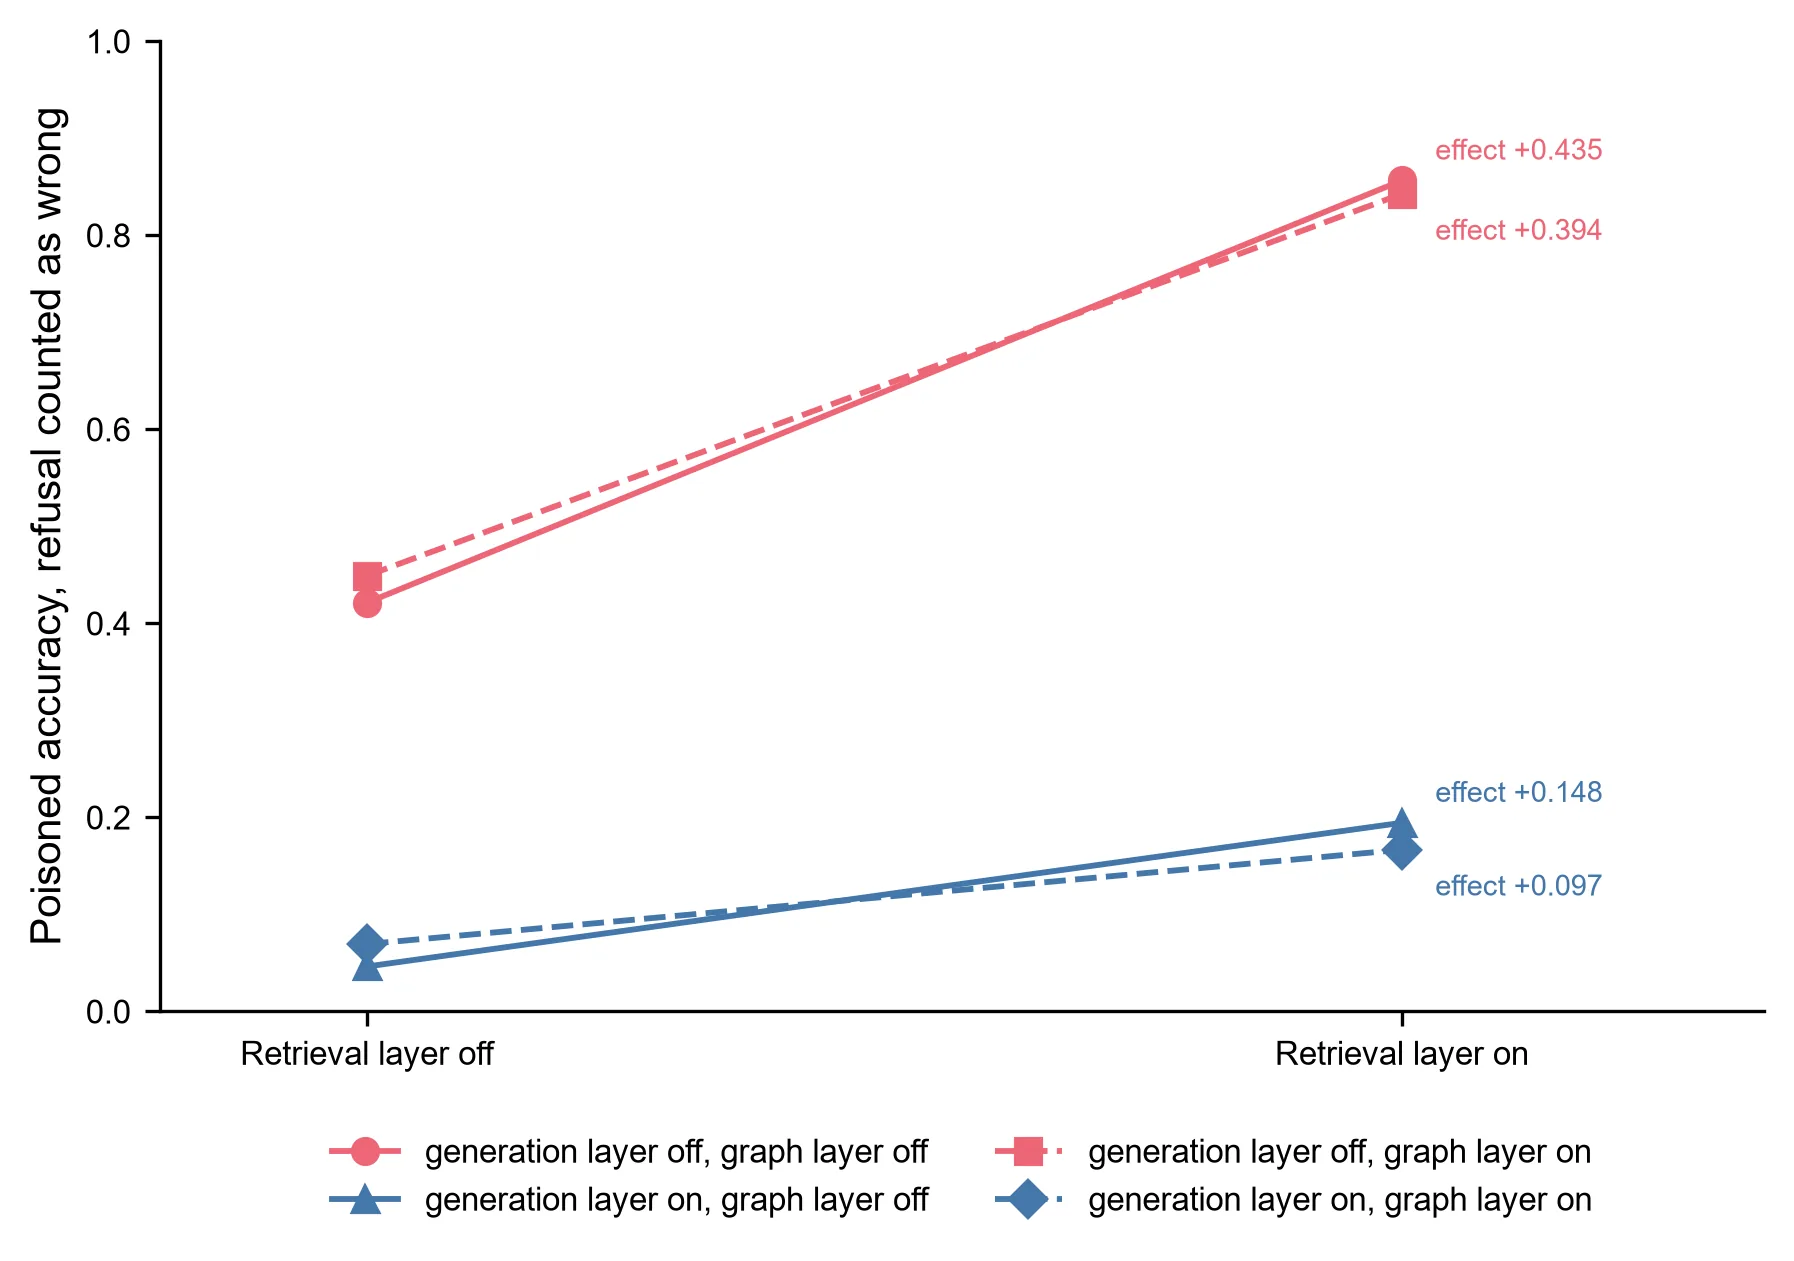 Poisoned accuracy, refusal counted as wrong
1.0
0.8
0.6
0.4
0.2
0.0
effect +0.435
effect +0.394
effect +0.148
effect +0.097
Retrieval layer off
Retrieval layer on
generation layer off, graph layer off
generation layer on, graph layer off
generation layer off, graph layer on
generation layer on, graph layer on